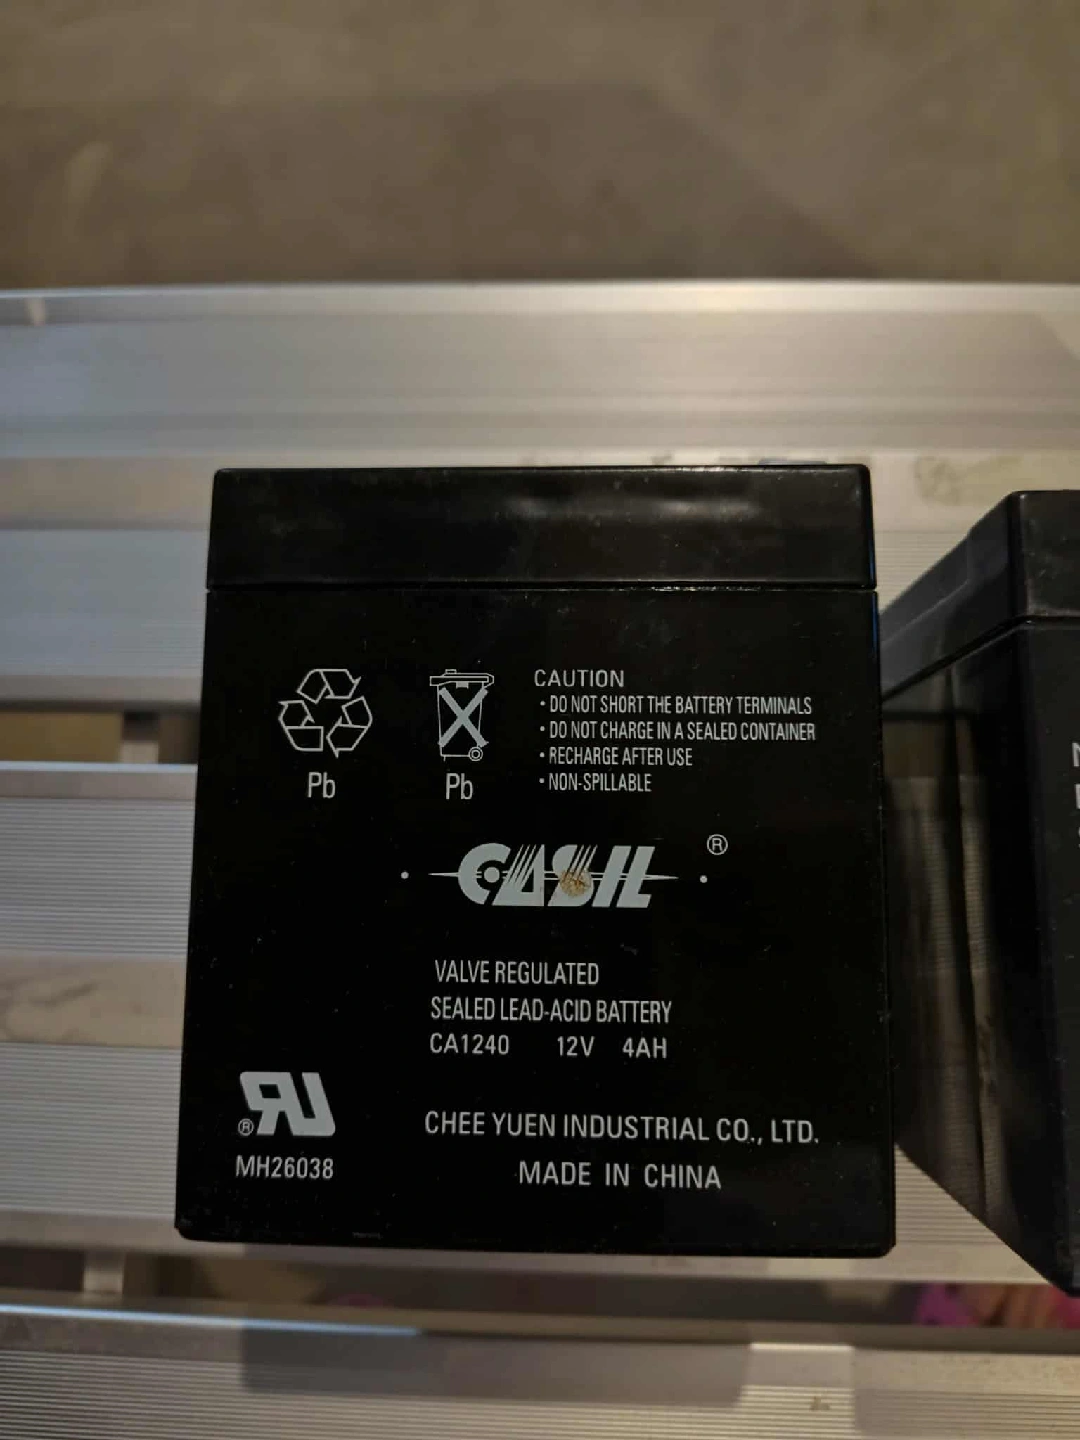 CAUTION
• DO NOT SHORT THE BATTERY TERMINALS
• DO NOT CHARGE IN A SEALED CONTAINER
• RECHARGE AFTER USE
• NON-SPILLABLE
Pb Pb
CASIL ®
VALVE REGULATED
SEALED LEAD-ACID BATTERY
CA1240 12V 4AH
RU ®
MH26038
CHEE YUEN INDUSTRIAL CO., LTD.
MADE IN CHINA